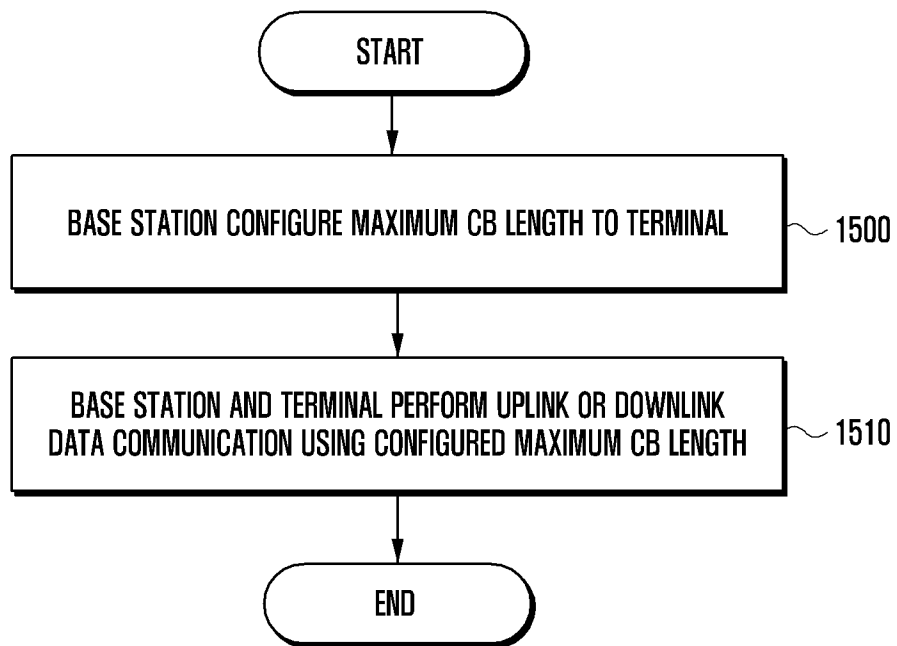 START
BASE STATION CONFIGURE MAXIMUM CB LENGTH TO TERMINAL
1500
BASE STATION AND TERMINAL PERFORM UPLINK OR DOWNLINK
DATA COMMUNICATION USING CONFIGURED MAXIMUM CB LENGTH
1510
END